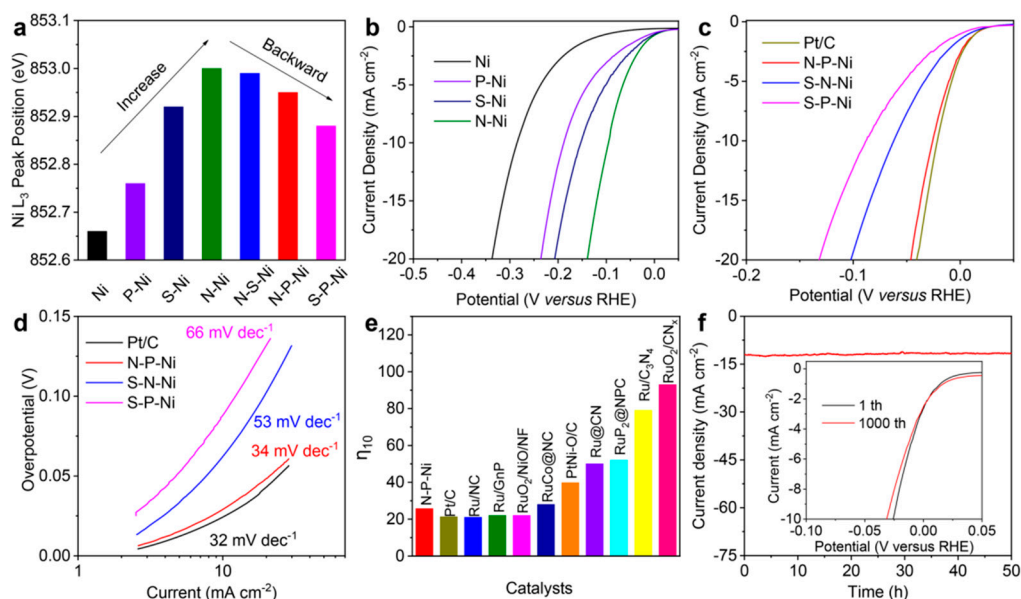 a
853.1
853.0
852.9
852.8
852.7
852.6
Ni L₃ Peak Position (eV)
Increase
Backward
Ni
P-Ni
S-Ni
N-Ni
N-S-Ni
N-P-Ni
S-P-Ni
b
0
-5
-10
-15
-20
Current Density (mA cm⁻²)
Ni
P-Ni
S-Ni
N-Ni
-0.5 -0.3 -0.1 0.0
Potential (V versus RHE)
c
0
-5
-10
-15
-20
Current Density (mA cm⁻²)
Pt/C
N-P-Ni
S-N-Ni
S-P-Ni
-0.1 0.0
Potential (V versus RHE)
d
0.15
0.10
0.05
0.00
Overpotential (V)
Pt/C
N-P-Ni
S-N-Ni
S-P-Ni
66 mV dec⁻¹
53 mV dec⁻¹
34 mV dec⁻¹
32 mV dec⁻¹
1 10 60
Current (mA cm⁻²)
e
120
100
80
60
40
20
0
η₁₀
N-P-Ni
Pt/C
Ru/NC
Ru/GnP
RuO₂/NiO/NF
RuCo@NC
PtNi-O/C
Ru@CN
RuP₂@NPC
Ru/C₃N₄
RuO₂/CNₓ
Catalysts
f
0
-15
-30
-45
-60
-75
Current density (mA cm⁻²)
0
-2
-4
-6
-8
-10
Current (mA cm⁻²)
1 th
1000 th
-0.10 -0.05 0.00 0.05
Potential (V versus RHE)
0 10 20 30 40 50
Time (h)